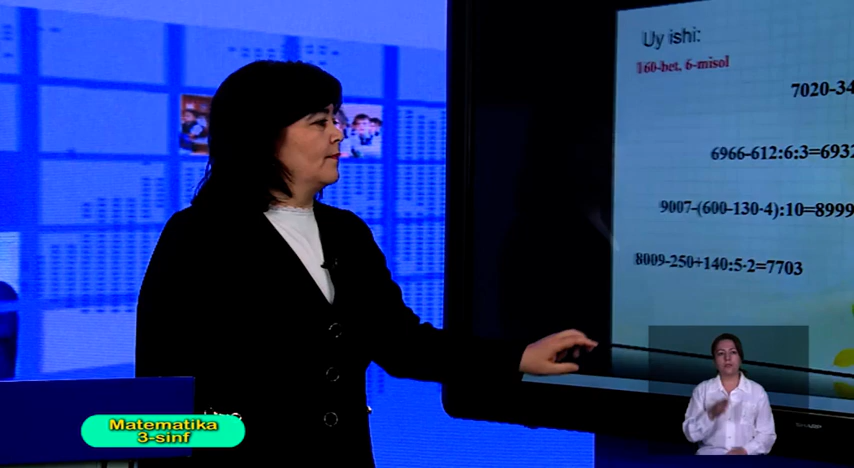 Uy ishi:
160-bet, 6-misol
7020-34
6966-612:6:3=6932
9007-(600-130·4):10=8999
8009-250+140:5·2=7703
Matematika
3-sinf